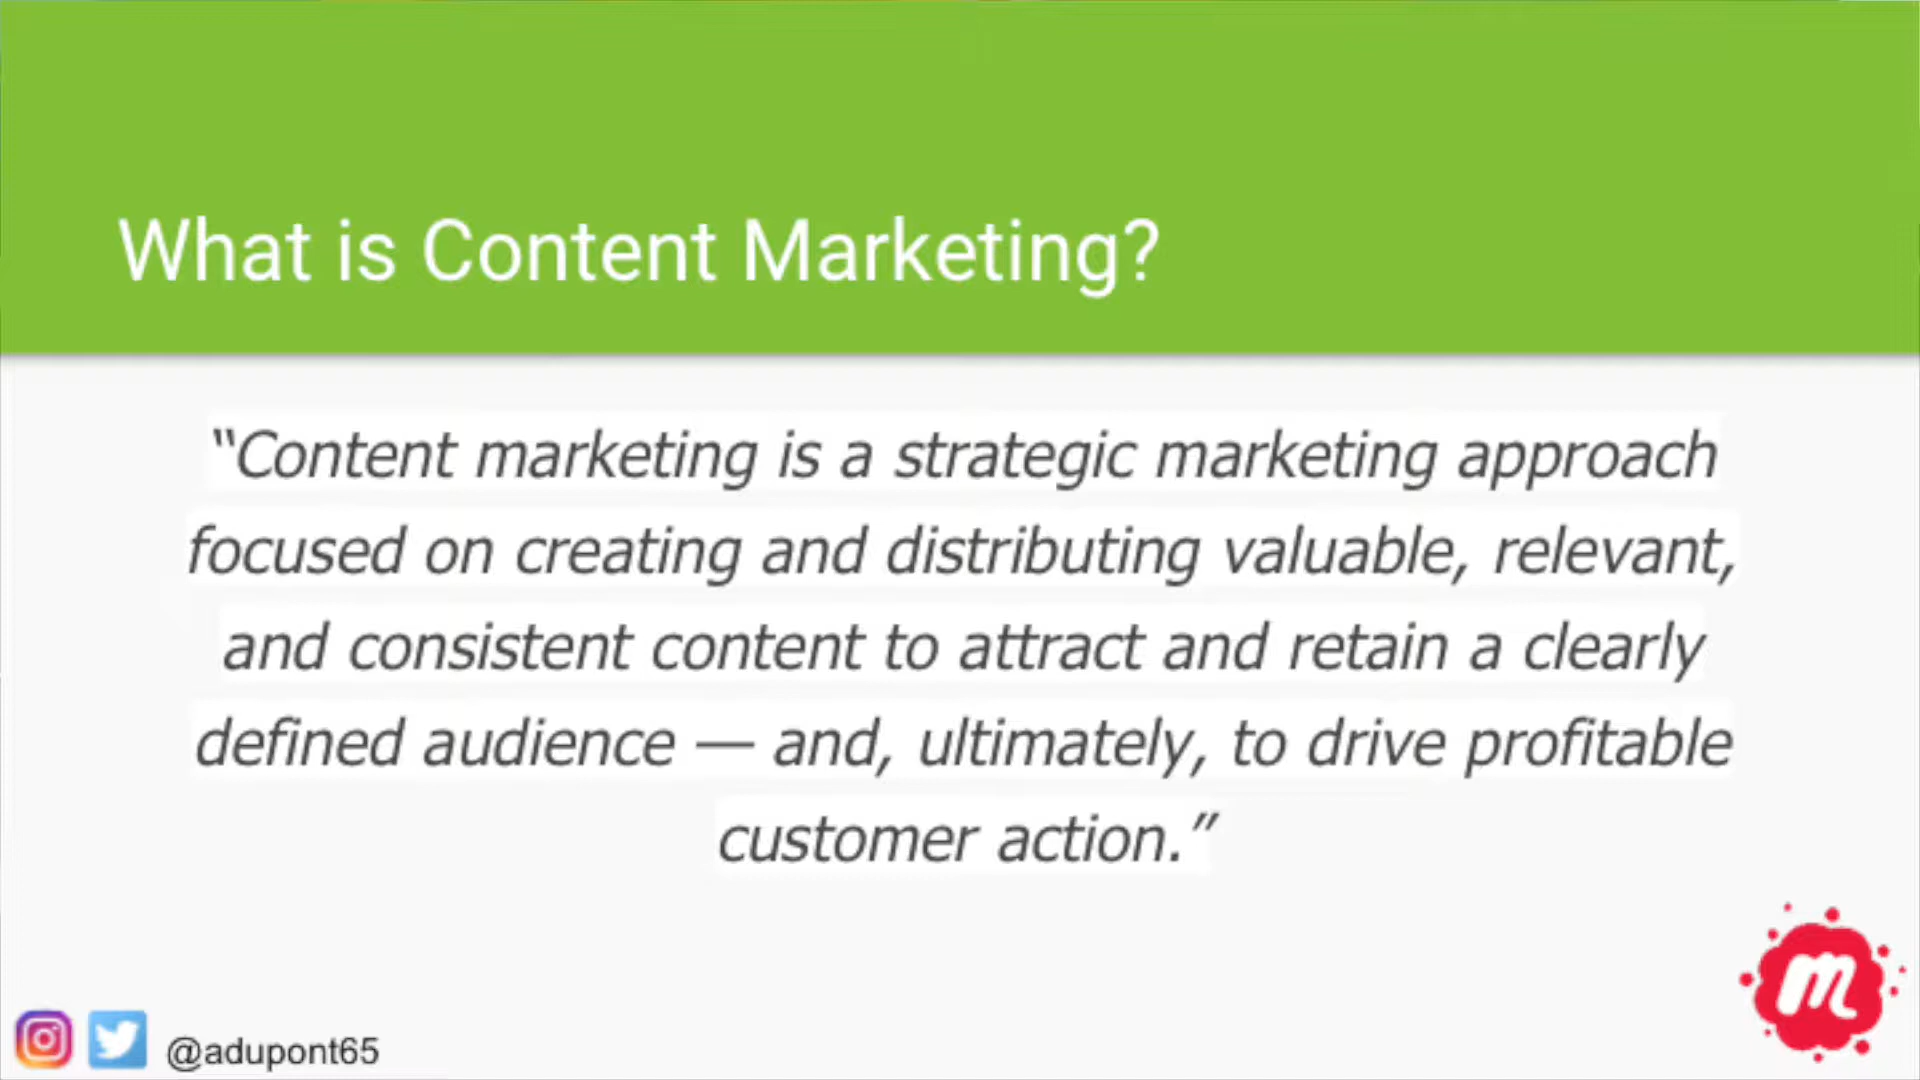 What is Content Marketing?
“Content marketing is a strategic marketing approach
focused on creating and distributing valuable, relevant,
and consistent content to attract and retain a clearly
defined audience — and, ultimately, to drive profitable
customer action.”
m
@adupont65